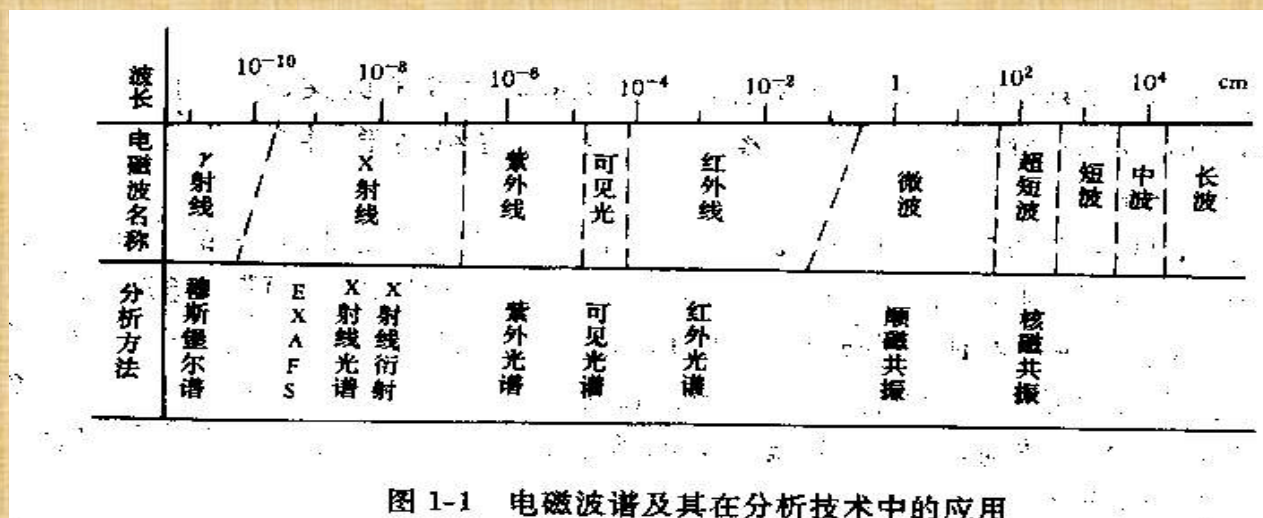 波长 10⁻¹⁰ 10⁻⁸ 10⁻⁶ 10⁻⁴ 10⁻² 1 10² 10⁴ cm
电磁波名称 γ射线 X射线 紫外线 可见光 红外线 微波 超短波 短波 中波 长波
分析方法 穆斯堡尔谱 EXAFS X射线光谱 X射线衍射 紫外光谱 可见光谱 红外光谱 顺磁共振 核磁共振
图 1-1 电磁波谱及其在分析技术中的应用